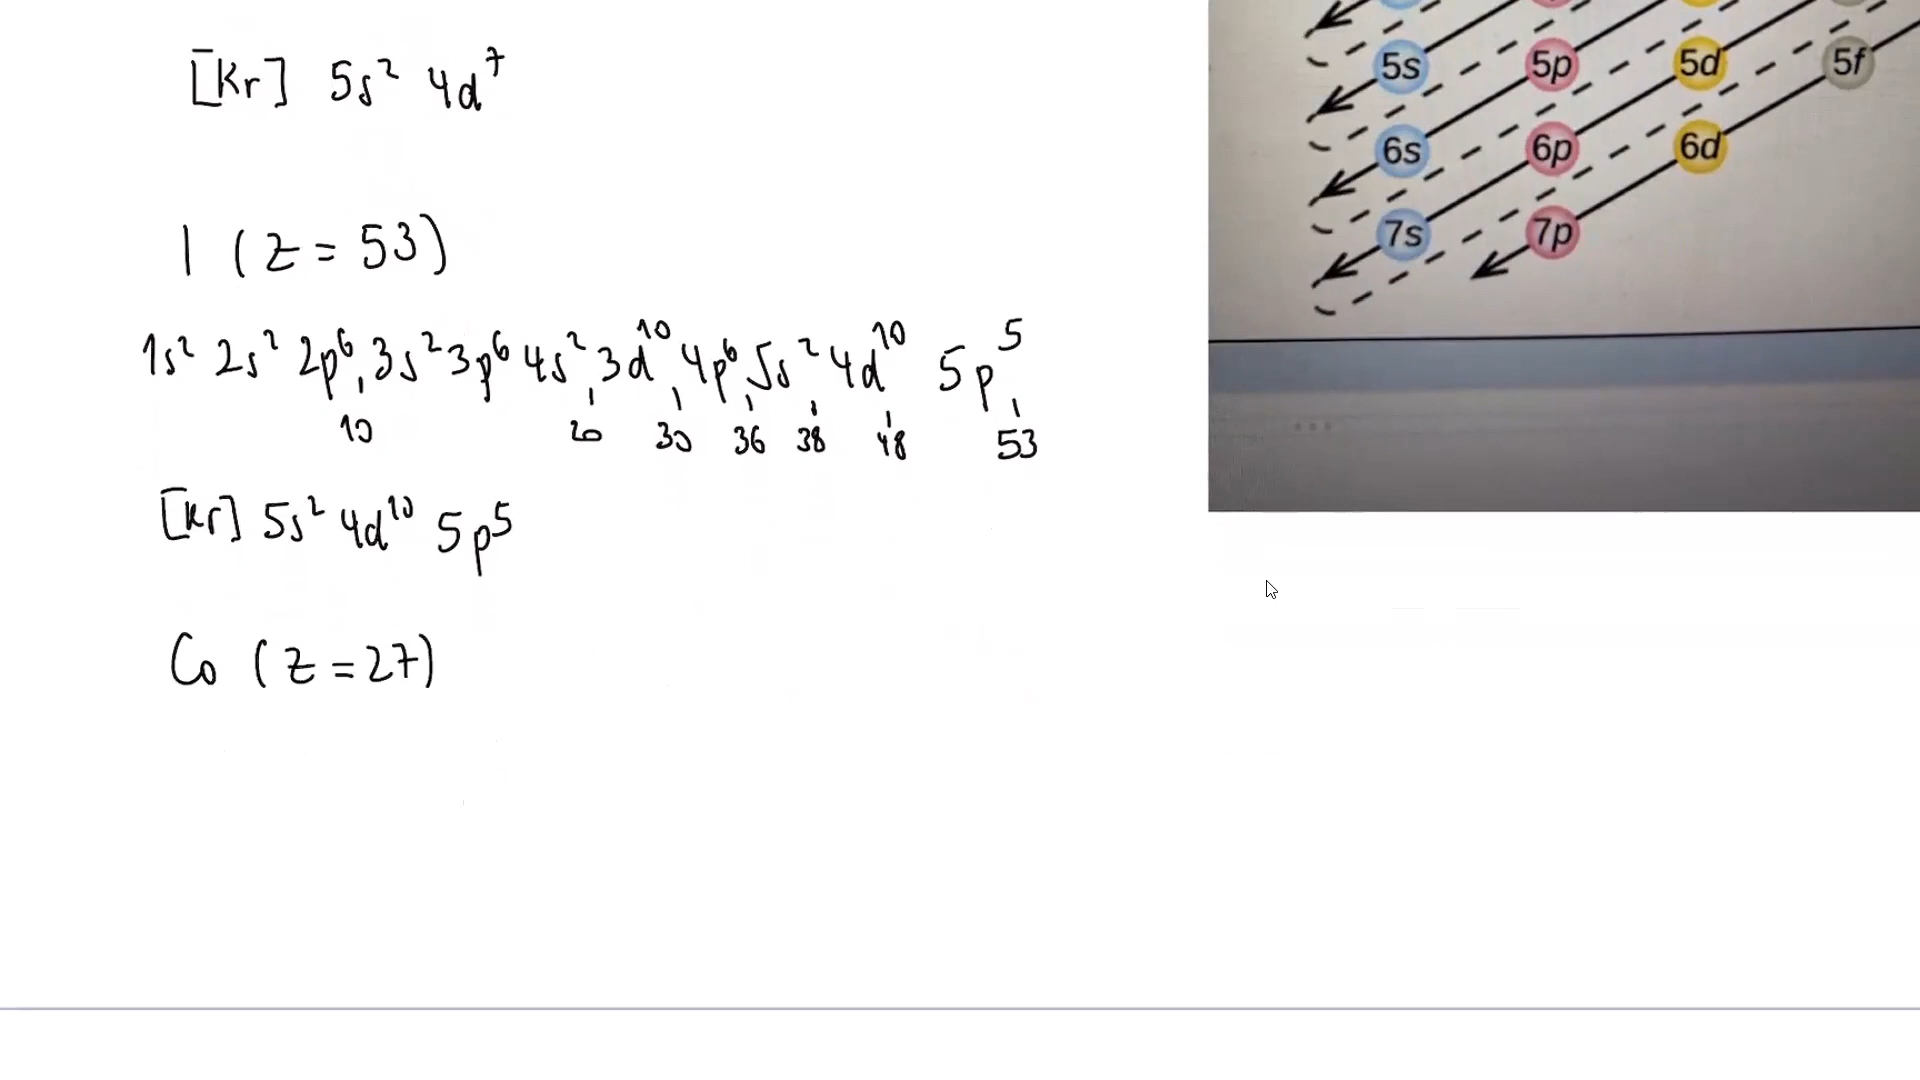 [Kr] 5s² 4d⁷
I (z = 53)
1s² 2s² 2p⁶ 3s² 3p⁶ 4s² 3d¹⁰ 4p⁶ 5s² 4d¹⁰ 5p⁵
10 20 30 36 38 48 53
[Kr] 5s² 4d¹⁰ 5p⁵
Co (z = 27)
5s 5p 5d 5f
6s 6p 6d
7s 7p